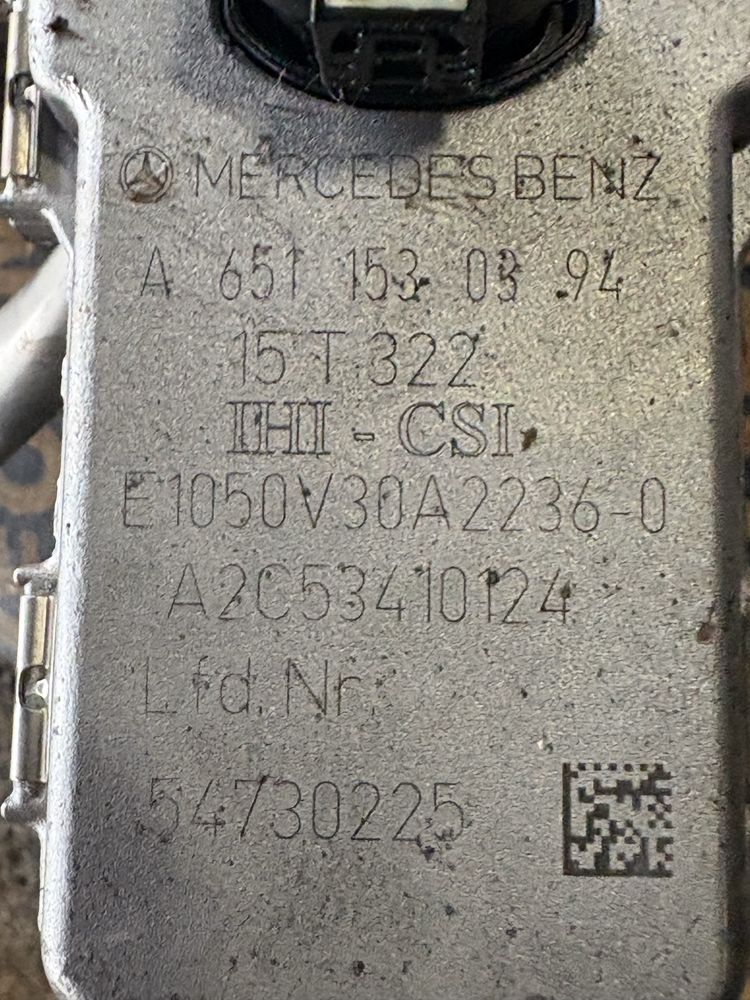 MERCEDES BENZ
A 651 153 03 94
15 T 322
IHI - CSI
E1050V30A2236-0
A2C53410124
Lfd. Nr.
54730225